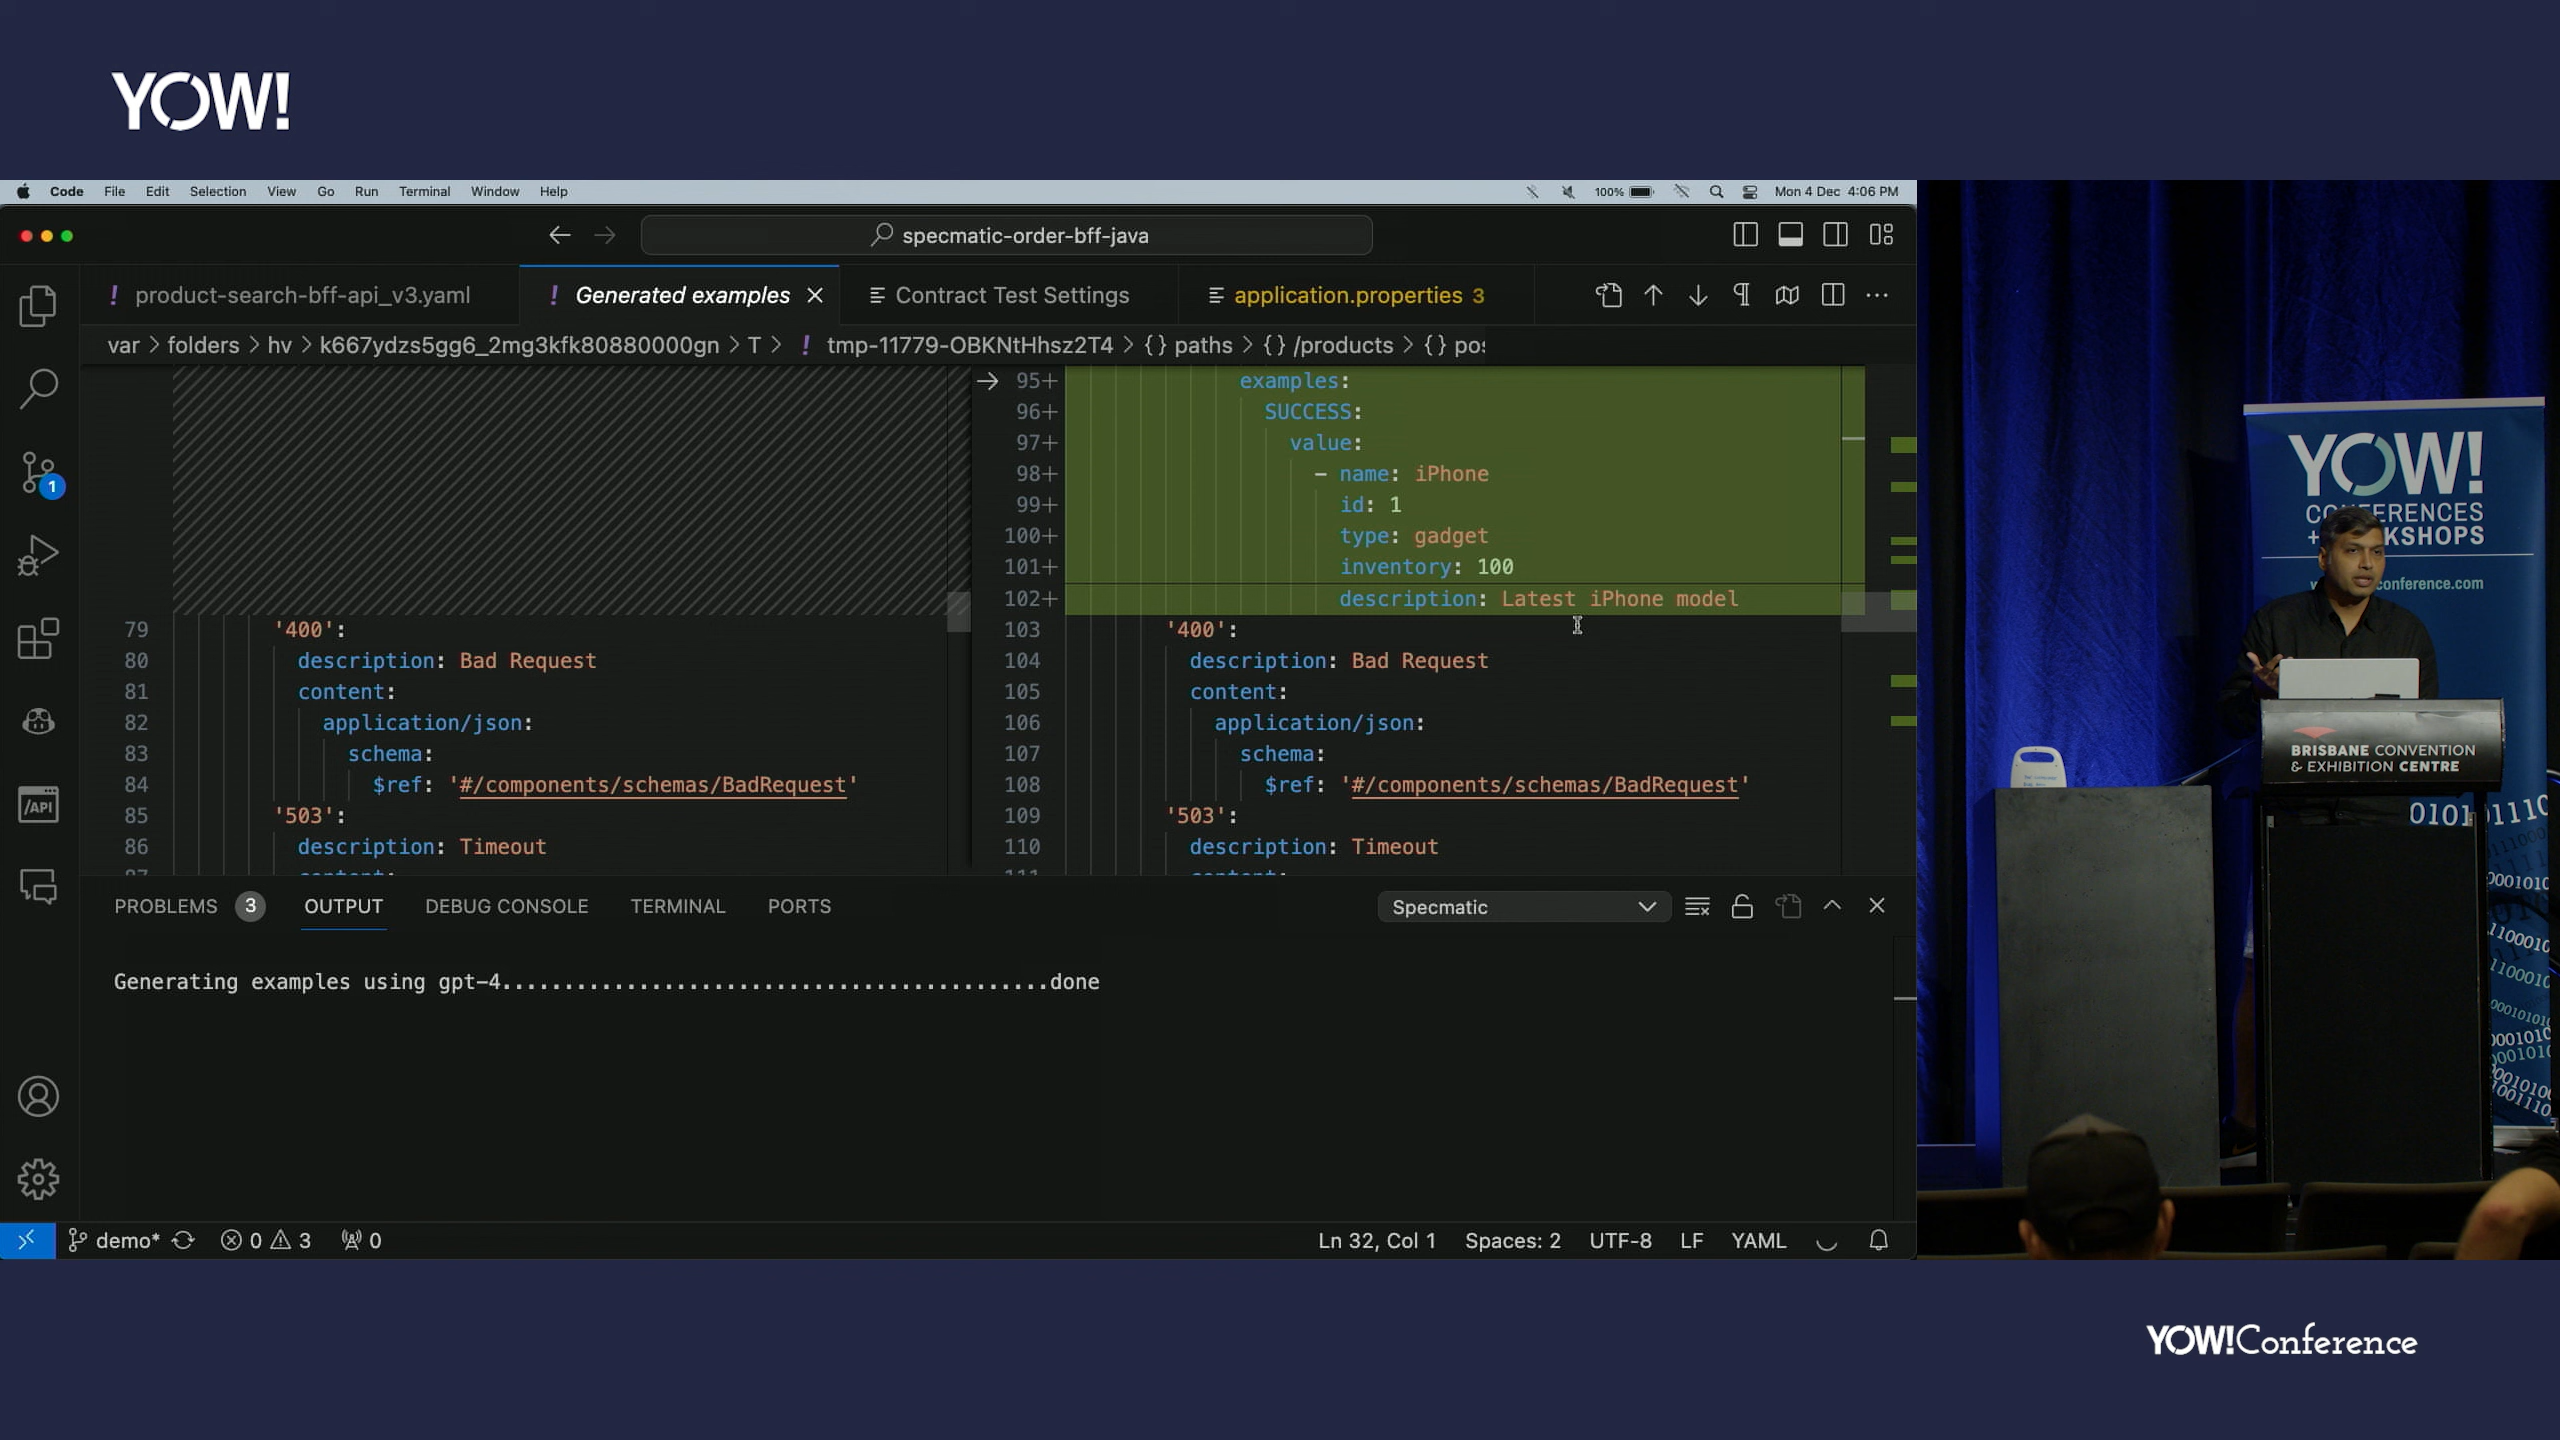 YOW!
Code File Edit Selection View Go Run Terminal Window Help
100% Mon 4 Dec 4:06 PM
specmatic-order-bff-java
! product-search-bff-api_v3.yaml
! Generated examples
Contract Test Settings
application.properties 3
var > folders > hv > k667ydzs5gg6_2mg3kfk80880000gn > T > ! tmp-11779-OBKNtHhsz2T4 > {} paths > {} /products > {} pos
79 '400':
80 description: Bad Request
81 content:
82 application/json:
83 schema:
84 $ref: '#/components/schemas/BadRequest'
85 '503':
86 description: Timeout
95+ examples:
96+ SUCCESS:
97+ value:
98+ - name: iPhone
99+ id: 1
100+ type: gadget
101+ inventory: 100
102+ description: Latest iPhone model
103 '400':
104 description: Bad Request
105 content:
106 application/json:
107 schema:
108 $ref: '#/components/schemas/BadRequest'
109 '503':
110 description: Timeout
1
/API
PROBLEMS 3 OUTPUT DEBUG CONSOLE TERMINAL PORTS
Specmatic
Generating examples using gpt-4............................................done
demo* 0 3 0
Ln 32, Col 1 Spaces: 2 UTF-8 LF YAML
YOW!
BRISBANE CONVENTION
& EXHIBITION CENTRE
YOW!Conference